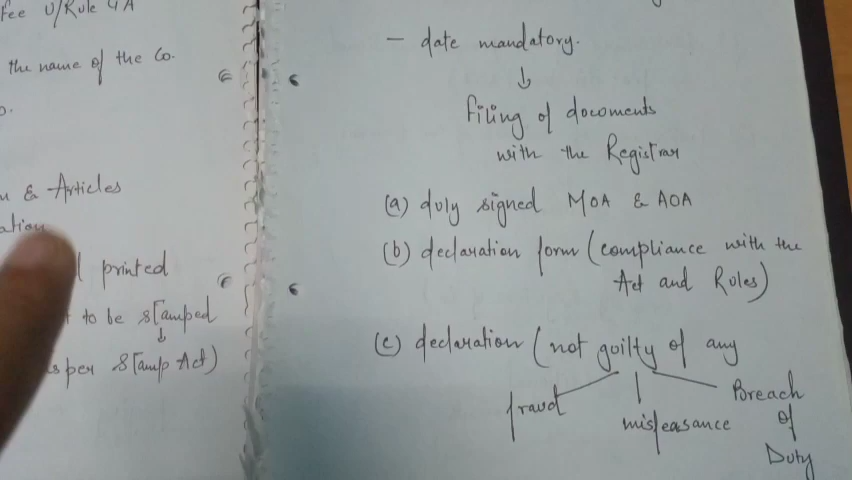 Fee U/Rule 4A
the name of the Co.
& Articles
printed
to be stamped
↓
Stamp Act)
— date mandatory.
↓
Filing of documents
with the Registrar
(a) duly signed MOA & AOA
(b) declaration form (compliance with the
Act and Rules)
(c) declaration (not guilty of any
fraud
misfeasance
Breach
of
Duty